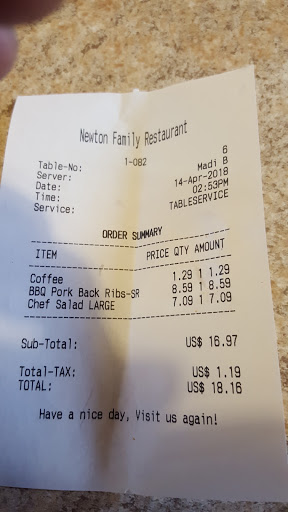 Newton Family Restaurant
1-082
Table-No: 6
Server: Madi B
Date: 14-Apr-2018
Time: 02:53PM
Service: TABLESERVICE
ORDER SUMMARY
ITEM PRICE QTY AMOUNT
Coffee 1.29 1 1.29
BBQ Pork Back Ribs-SR 8.59 1 8.59
Chef Salad LARGE 7.09 1 7.09
Sub-Total: US$ 16.97
Total-TAX: US$ 1.19
TOTAL: US$ 18.16
Have a nice day, Visit us again!